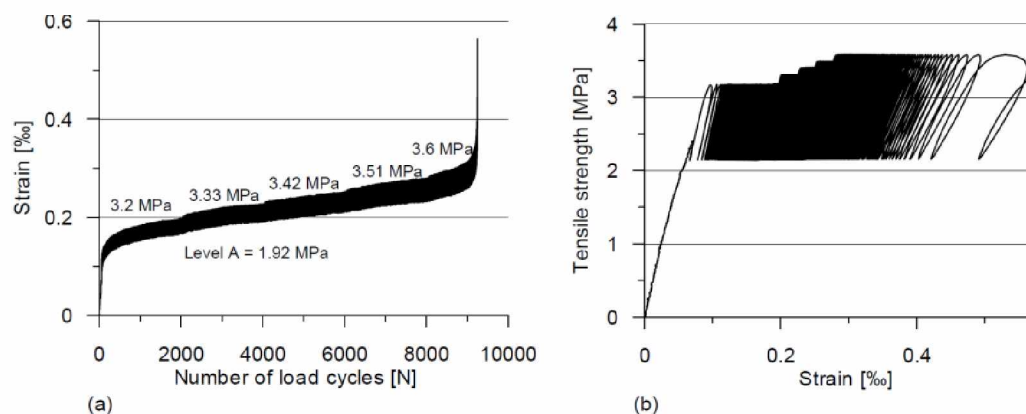 0.6
0.4
0.2
0
Strain [‰]
3.2 MPa
3.33 MPa
3.42 MPa
3.51 MPa
3.6 MPa
Level A = 1.92 MPa
0 2000 4000 6000 8000 10000
Number of load cycles [N]
(a)
4
3
2
1
0
Tensile strength [MPa]
0 0.2 0.4
Strain [‰]
(b)